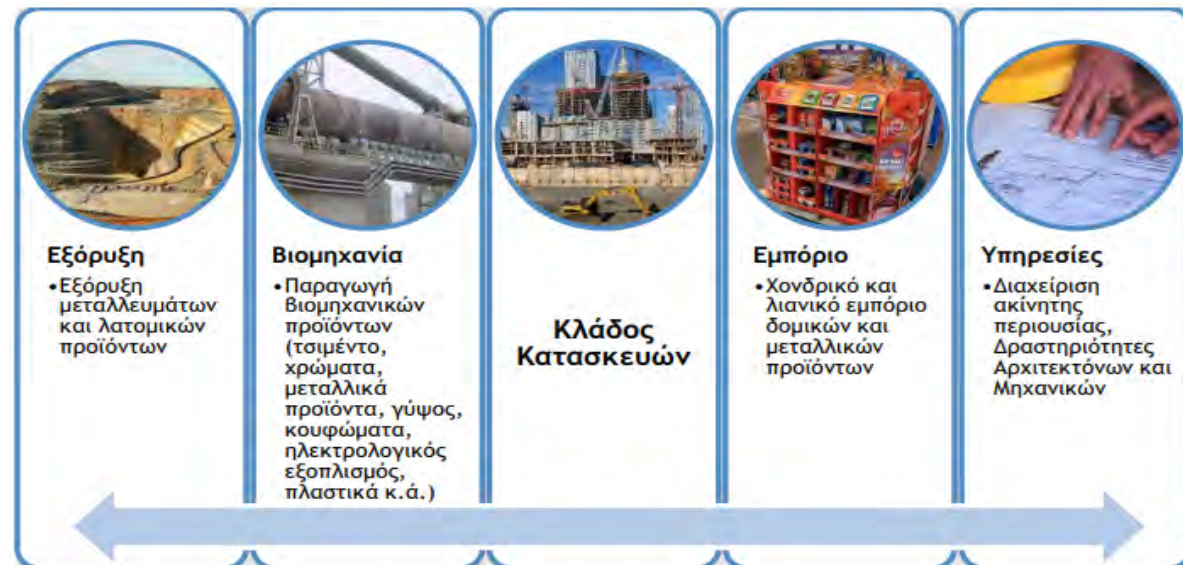 Εξόρυξη
•Εξόρυξη
μεταλλευμάτων
και λατομικών
προϊόντων
Βιομηχανία
•Παραγωγή
βιομηχανικών
προϊόντων
(τσιμέντο,
χρώματα,
μεταλλικά
προϊόντα, γύψος,
κουφώματα,
ηλεκτρολογικός
εξοπλισμός,
πλαστικά κ.ά.)
Κλάδος
Κατασκευών
Εμπόριο
•Χονδρικό και
λιανικό εμπόριο
δομικών και
μεταλλικών
προϊόντων
Υπηρεσίες
•Διαχείριση
ακίνητης
περιουσίας,
Δραστηριότητες
Αρχιτεκτόνων και
Μηχανικών